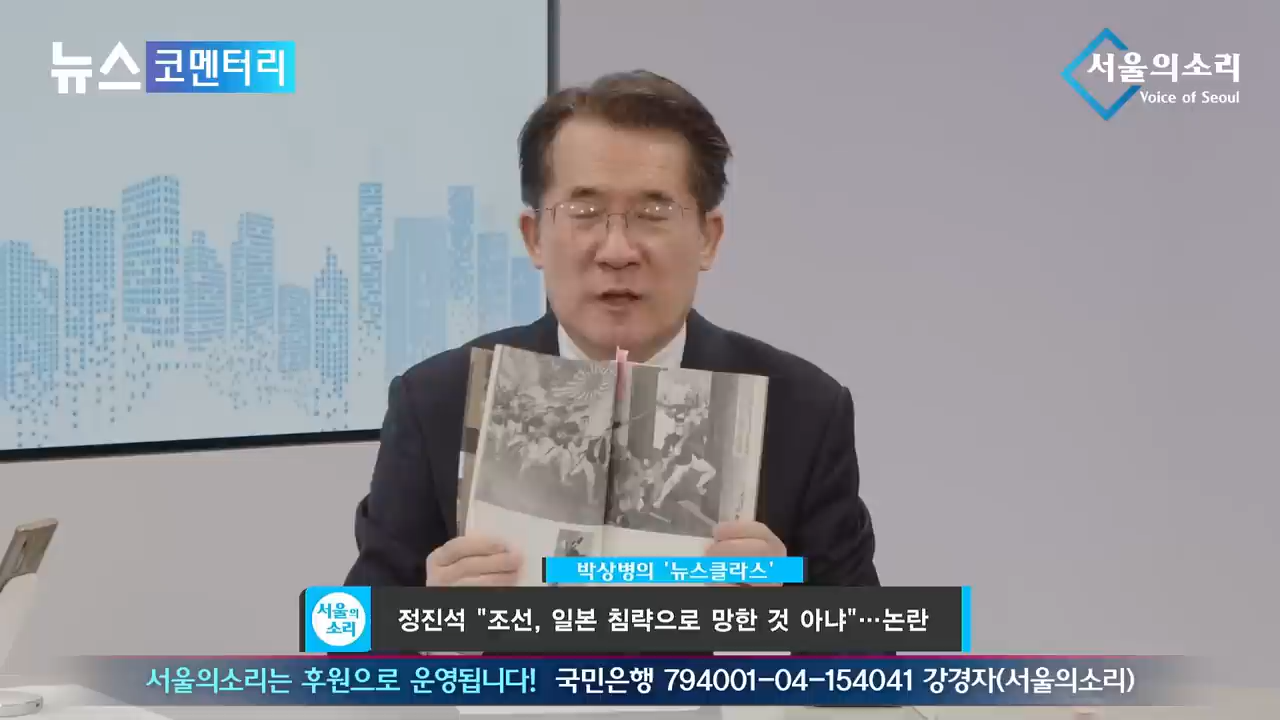 뉴스 코멘터리
서울의소리
Voice of Seoul
박상병의 '뉴스클라스'
서울의
소리
정진석 "조선, 일본 침략으로 망한 것 아냐"…논란
서울의소리는 후원으로 운영됩니다! 국민은행 794001-04-154041 강경자(서울의소리)